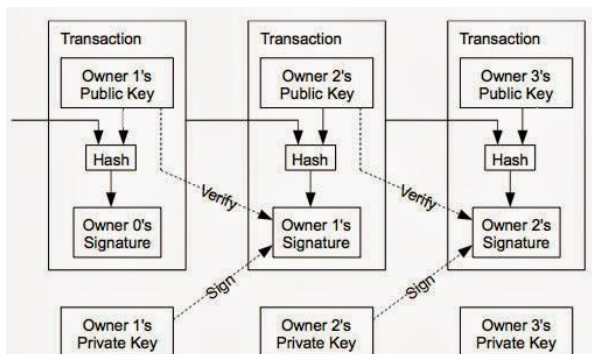 Transaction
Transaction
Transaction
Owner 1's
Public Key
Owner 2's
Public Key
Owner 3's
Public Key
Hash
Hash
Hash
Verify
Verify
Owner 0's
Signature
Owner 1's
Signature
Owner 2's
Signature
Sign
Sign
Owner 1's
Private Key
Owner 2's
Private Key
Owner 3's
Private Key